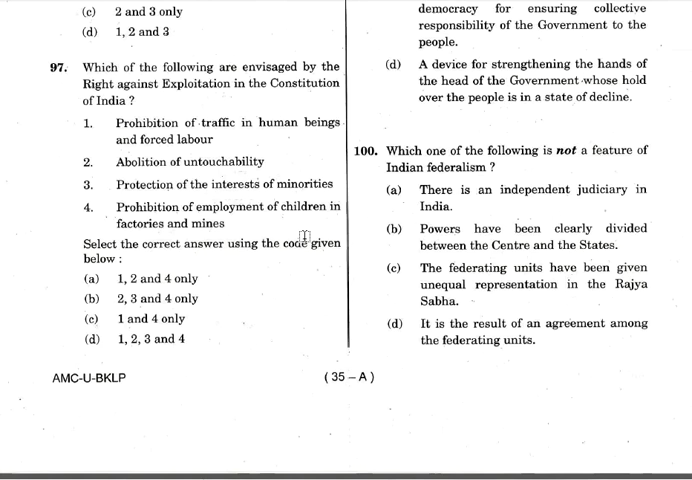 (c) 2 and 3 only
(d) 1, 2 and 3
97. Which of the following are envisaged by the
Right against Exploitation in the Constitution
of India ?
1. Prohibition of traffic in human beings
and forced labour
2. Abolition of untouchability
3. Protection of the interests of minorities
4. Prohibition of employment of children in
factories and mines
Select the correct answer using the code given
below :
(a) 1, 2 and 4 only
(b) 2, 3 and 4 only
(c) 1 and 4 only
(d) 1, 2, 3 and 4
democracy for ensuring collective
responsibility of the Government to the
people.
(d) A device for strengthening the hands of
the head of the Government whose hold
over the people is in a state of decline.
100. Which one of the following is not a feature of
Indian federalism ?
(a) There is an independent judiciary in
India.
(b) Powers have been clearly divided
between the Centre and the States.
(c) The federating units have been given
unequal representation in the Rajya
Sabha.
(d) It is the result of an agreement among
the federating units.
AMC-U-BKLP
( 35 – A )